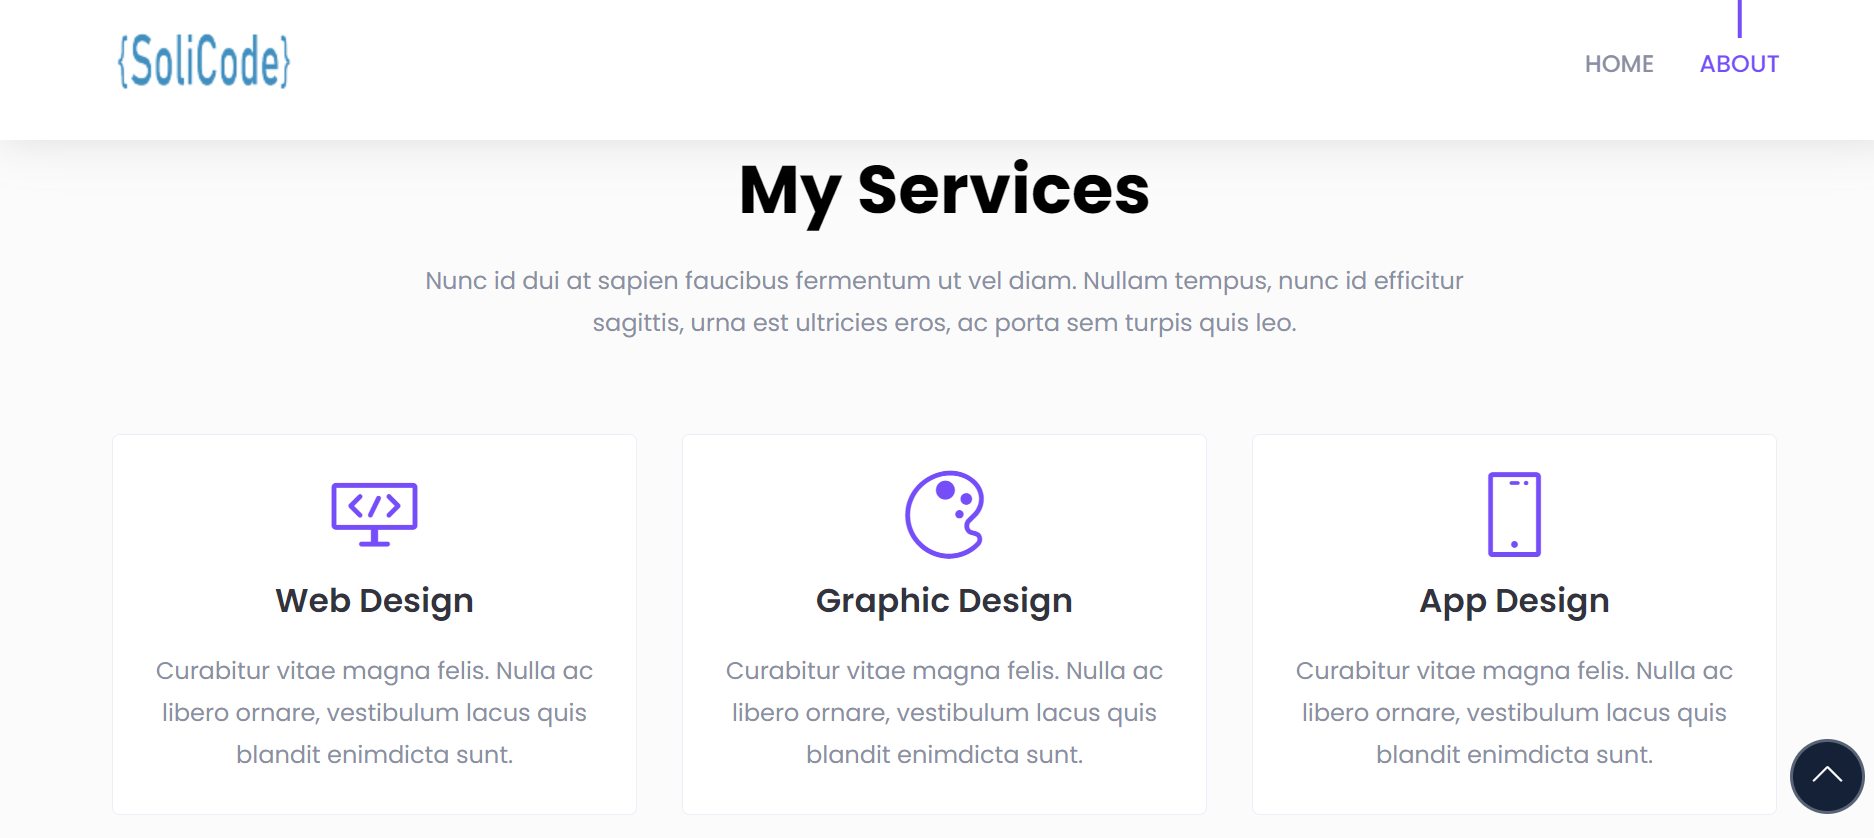 {SoliCode}
HOME
ABOUT
My Services
Nunc id dui at sapien faucibus fermentum ut vel diam. Nullam tempus, nunc id efficitur
sagittis, urna est ultricies eros, ac porta sem turpis quis leo.
Web Design
Curabitur vitae magna felis. Nulla ac
libero ornare, vestibulum lacus quis
blandit enimdicta sunt.
Graphic Design
Curabitur vitae magna felis. Nulla ac
libero ornare, vestibulum lacus quis
blandit enimdicta sunt.
App Design
Curabitur vitae magna felis. Nulla ac
libero ornare, vestibulum lacus quis
blandit enimdicta sunt.